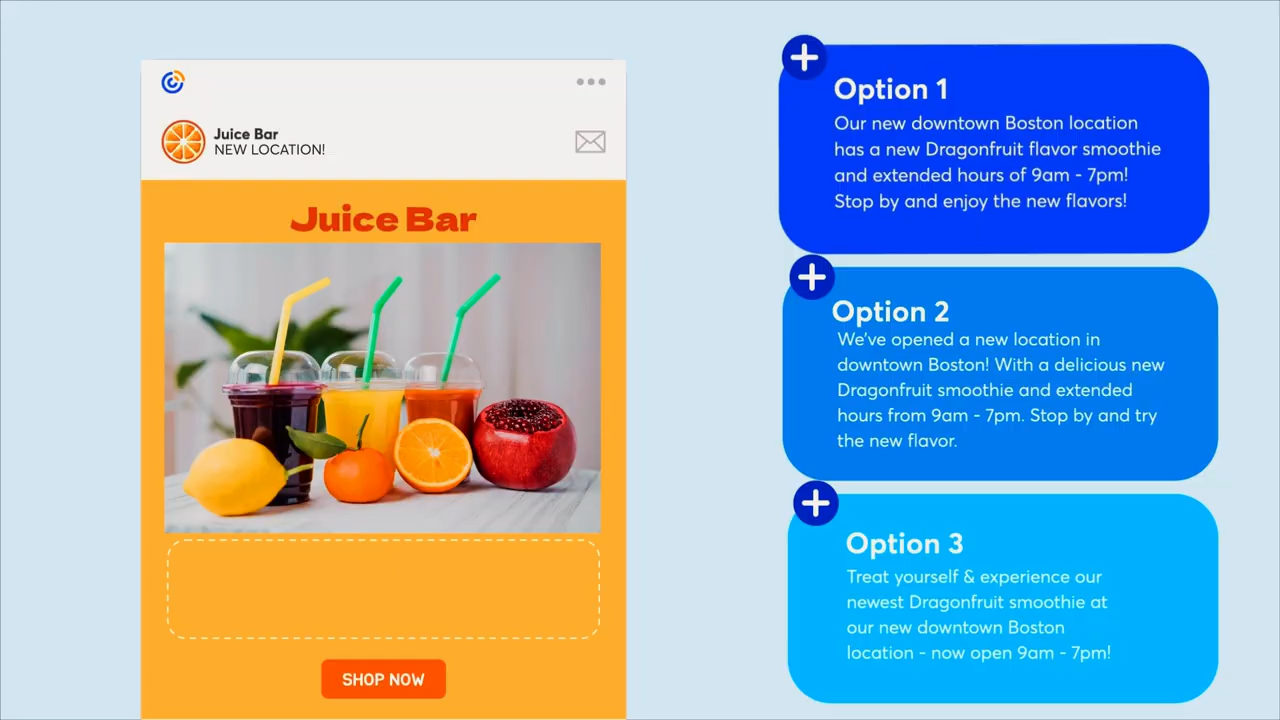 Juice Bar
NEW LOCATION!
Juice Bar
SHOP NOW
Option 1
Our new downtown Boston location
has a new Dragonfruit flavor smoothie
and extended hours of 9am - 7pm!
Stop by and enjoy the new flavors!
Option 2
We've opened a new location in
downtown Boston! With a delicious new
Dragonfruit smoothie and extended
hours from 9am - 7pm. Stop by and try
the new flavor.
Option 3
Treat yourself & experience our
newest Dragonfruit smoothie at
our new downtown Boston
location - now open 9am - 7pm!